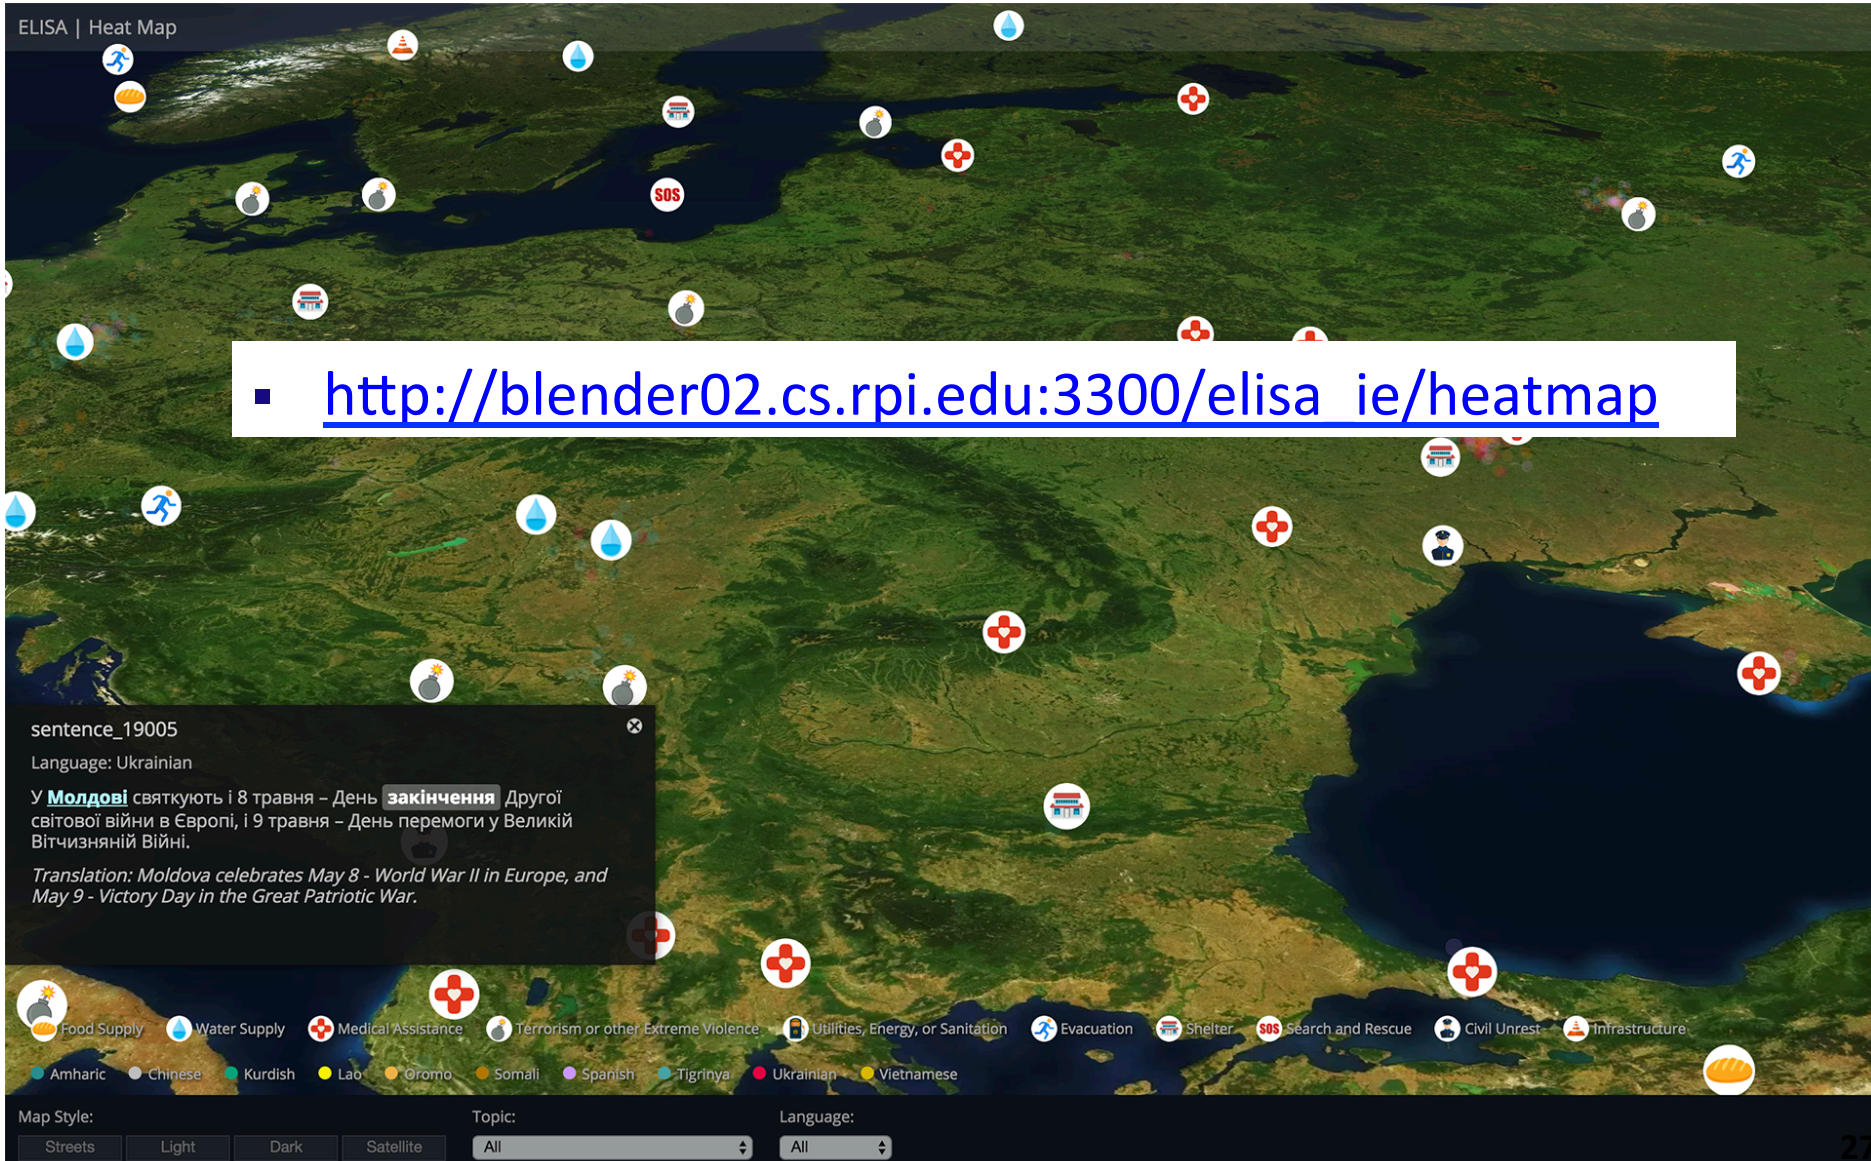 ELISA | Heat Map
SOS
▪ http://blender02.cs.rpi.edu:3300/elisa_ie/heatmap
sentence_19005
Language: Ukrainian
У Молдові святкують і 8 травня – День закінчення Другої
світової війни в Європі, і 9 травня – День перемоги у Великій
Вітчизняній Війні.
Translation: Moldova celebrates May 8 - World War II in Europe, and
May 9 - Victory Day in the Great Patriotic War.
Food Supply Water Supply Medical Assistance Terrorism or other Extreme Violence Utilities, Energy, or Sanitation Evacuation Shelter SOS Search and Rescue Civil Unrest Infrastructure
Amharic Chinese Kurdish Lao Oromo Somali Spanish Tigrinya Ukrainian Vietnamese
Map Style: Topic: Language:
Streets Light Dark Satellite All All
27